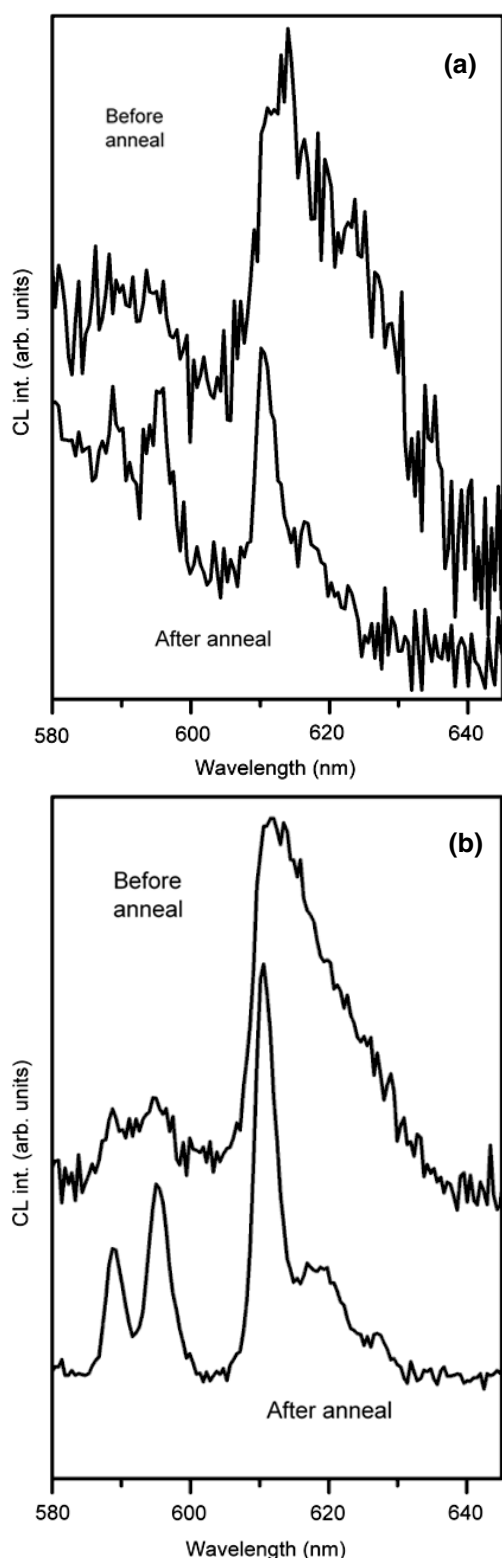 (a)
Before
anneal
CL int. (arb. units)
After anneal
580 600 620 640
Wavelength (nm)
(b)
Before
anneal
CL int. (arb. units)
After anneal
580 600 620 640
Wavelength (nm)